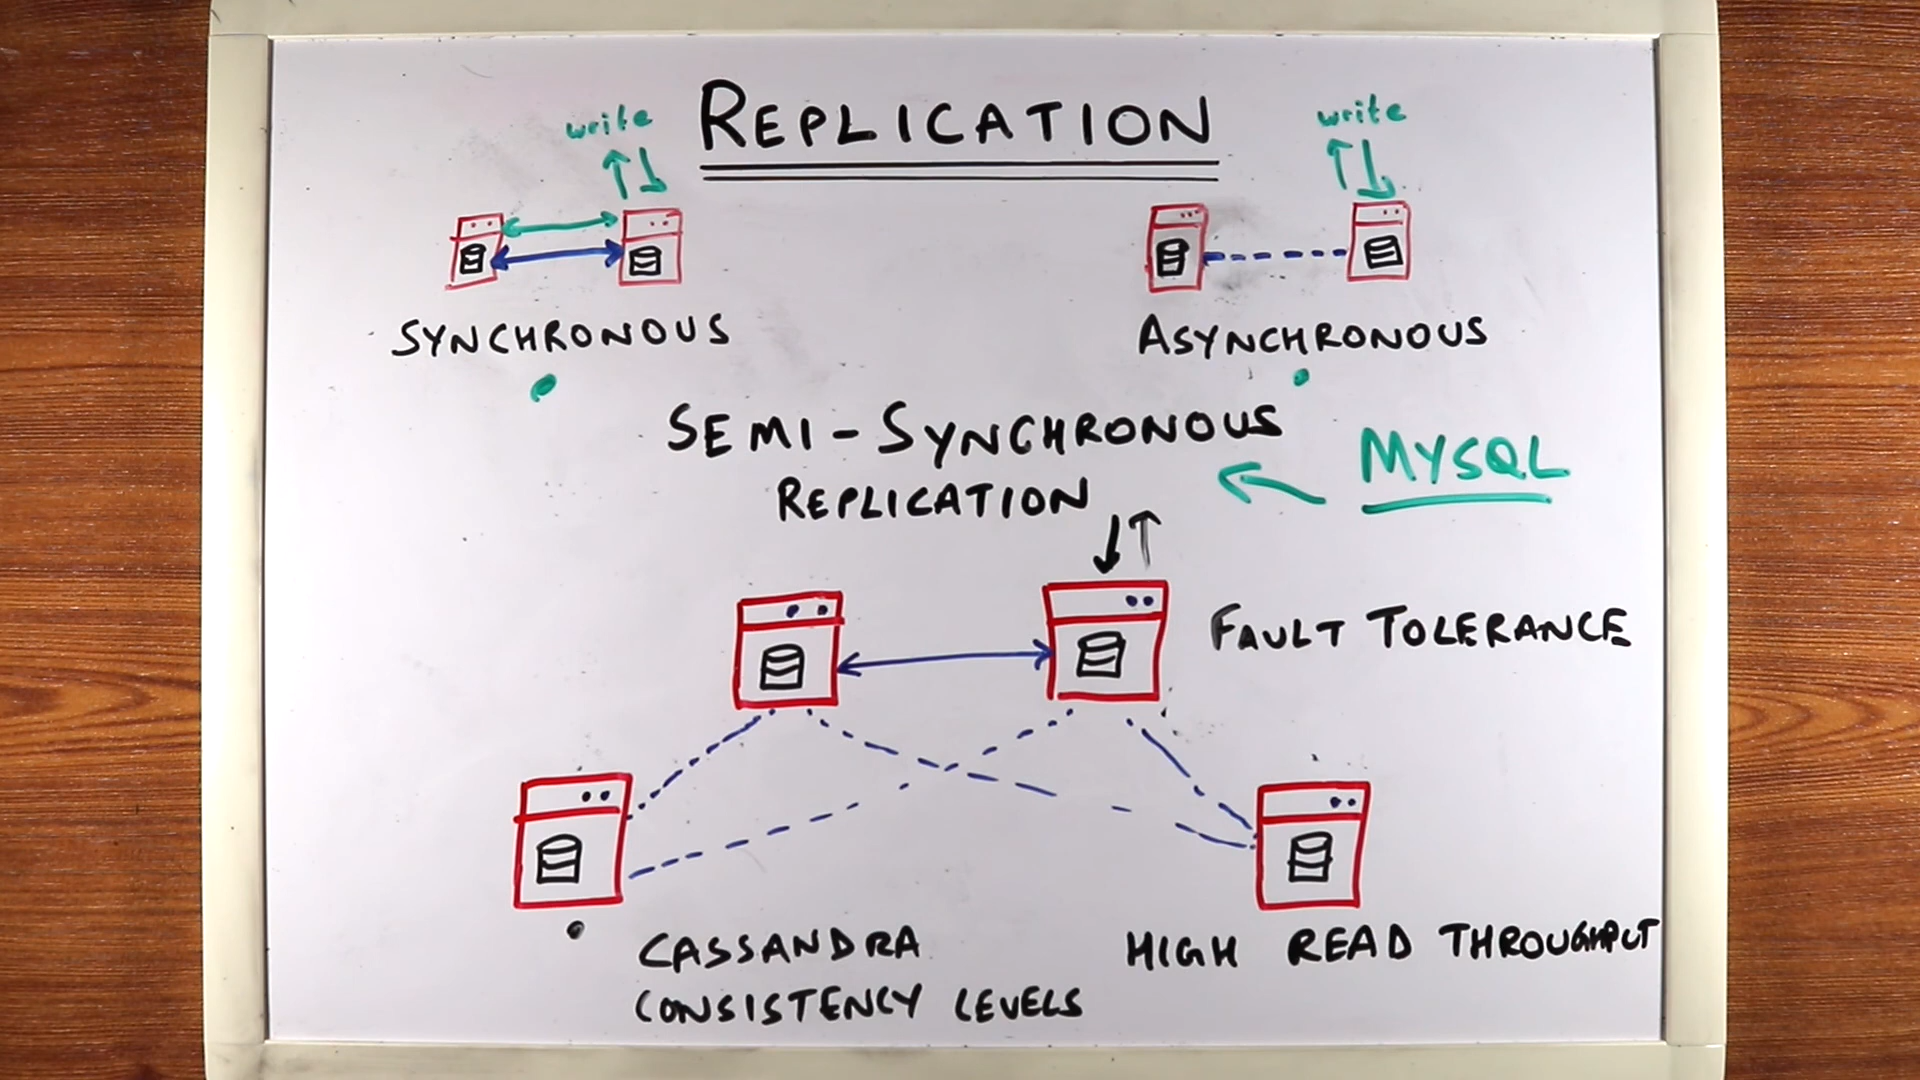 REPLICATION
write
write
SYNCHRONOUS
ASYNCHRONOUS
SEMI-SYNCHRONOUS
REPLICATION
MYSQL
FAULT TOLERANCE
CASSANDRA
CONSISTENCY LEVELS
HIGH READ THROUGHPUT